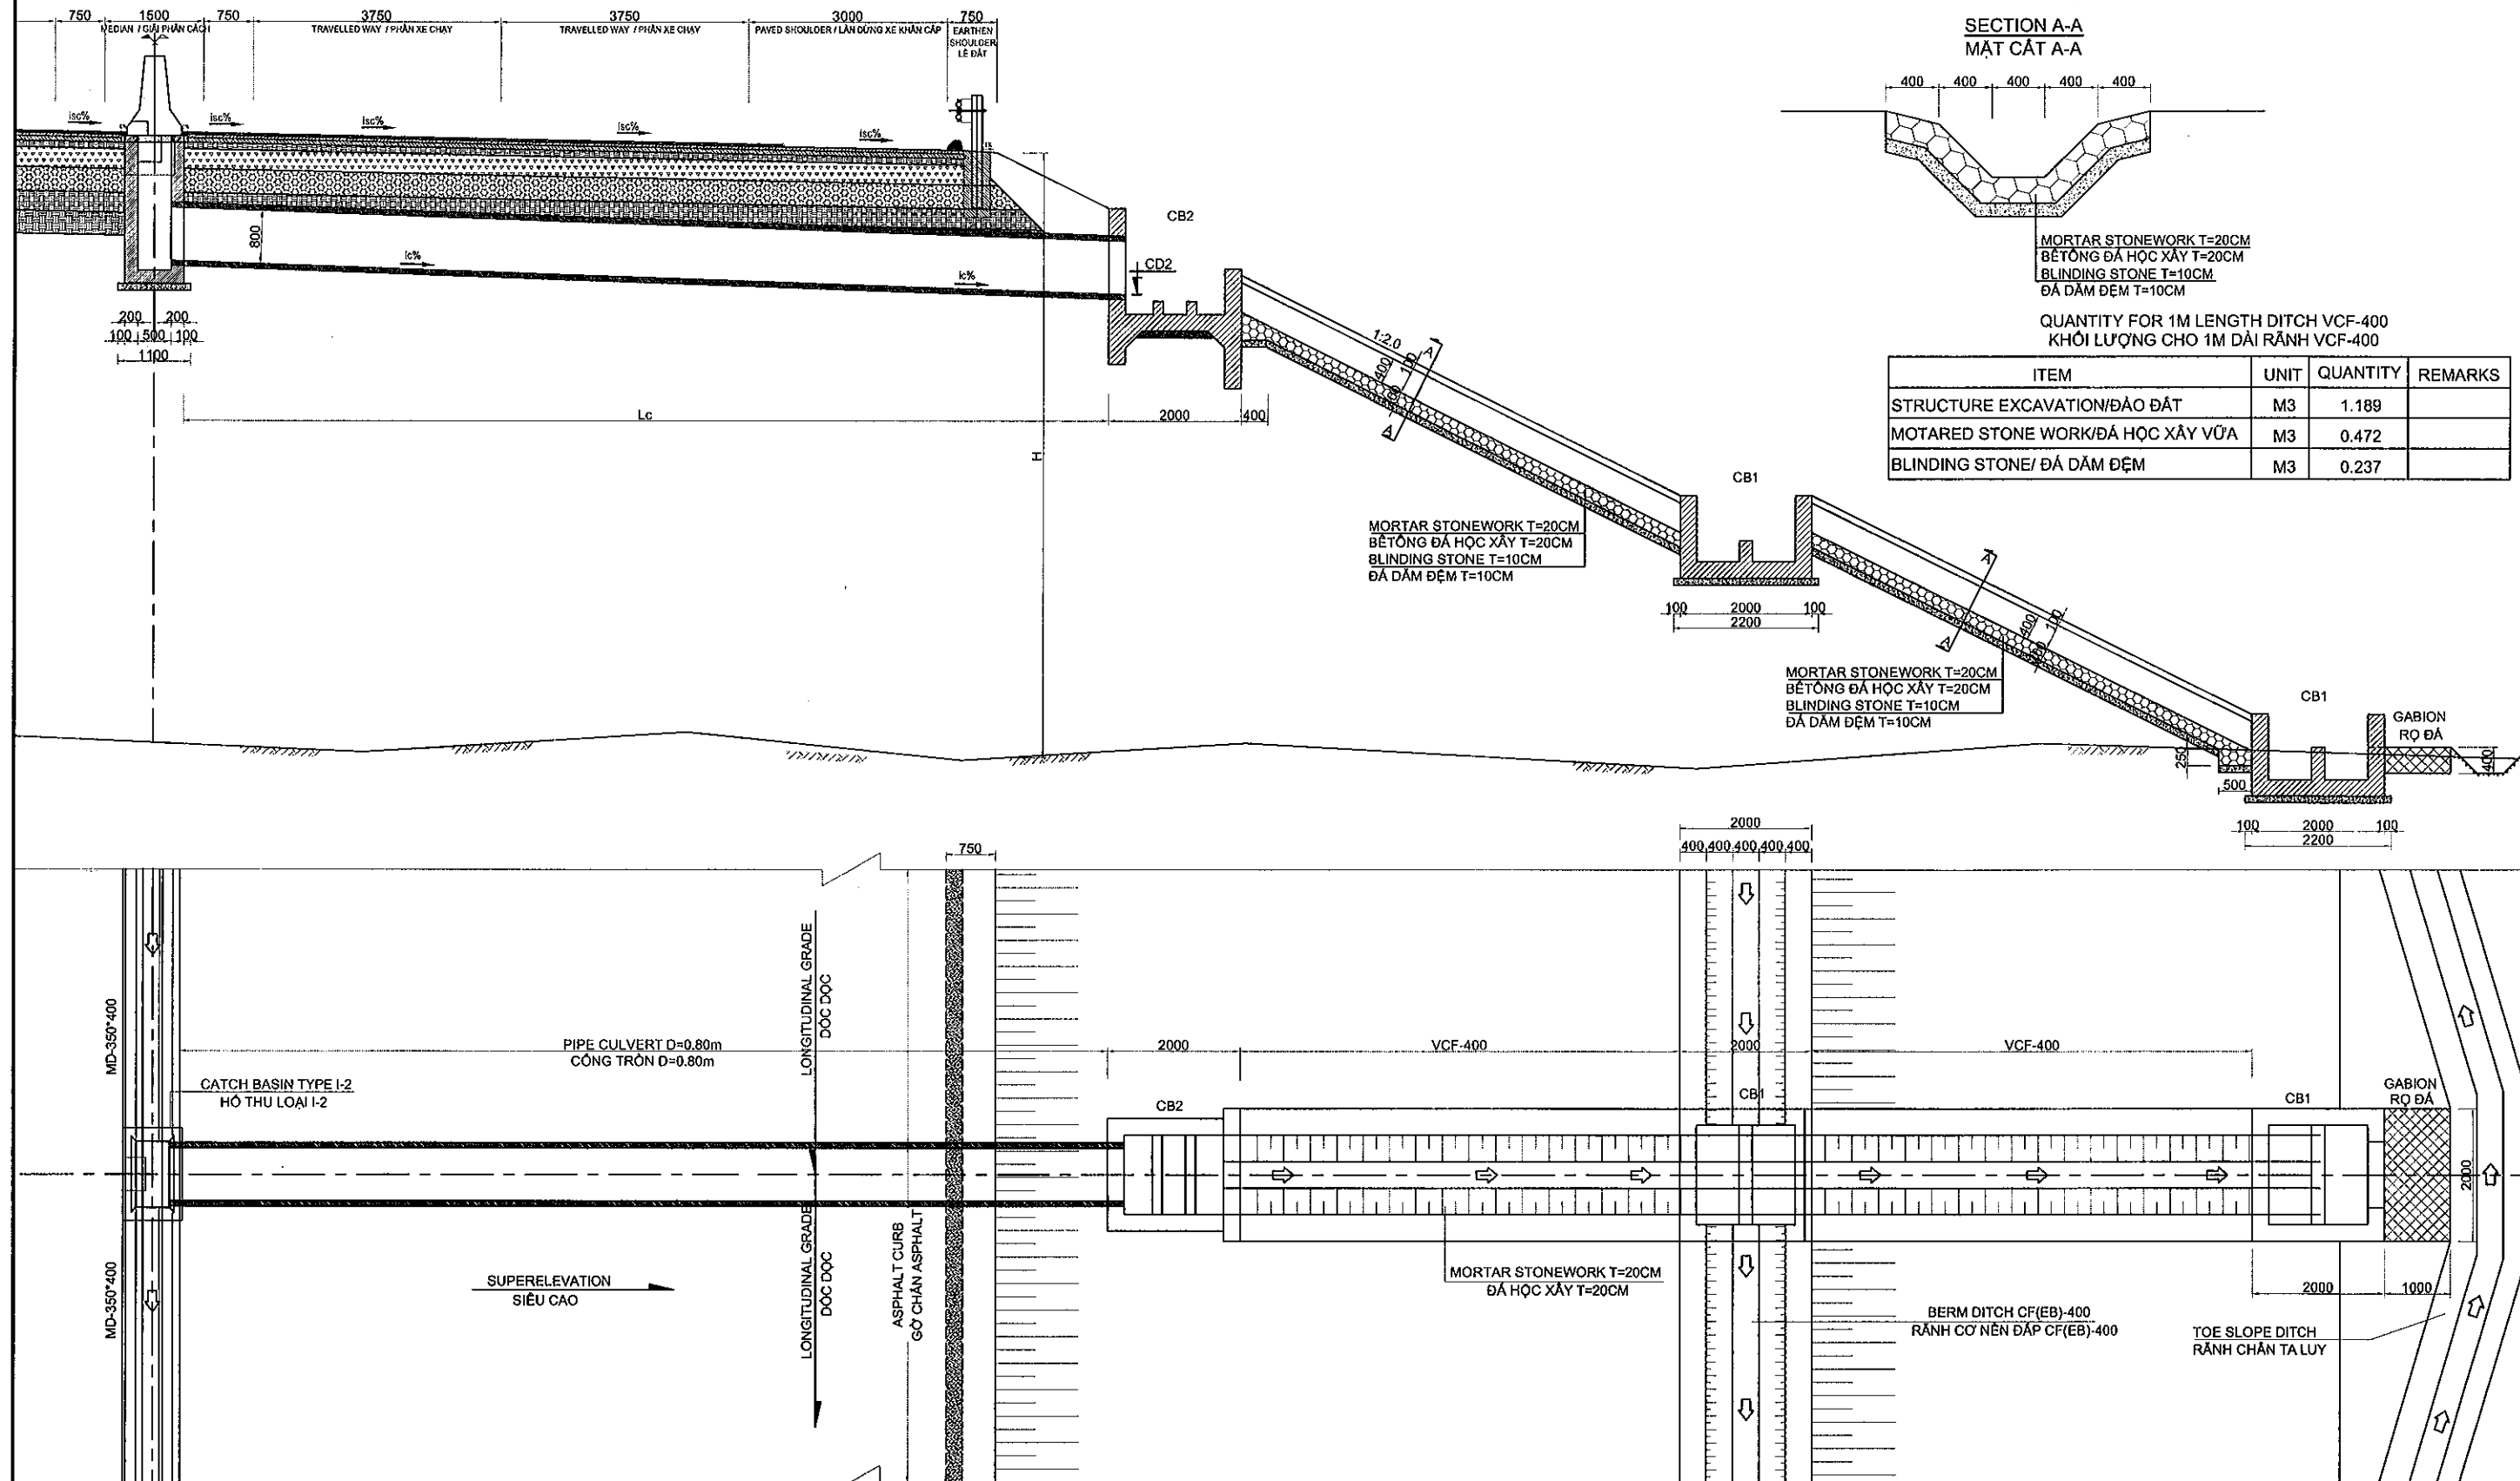 750
1500
750
3750
3750
3000
750
MEDIAN / GIẢI PHÂN CÁCH
TRAVELLED WAY / PHẦN XE CHẠY
TRAVELLED WAY / PHẦN XE CHẠY
PAVED SHOULDER / LÀN DỪNG XE KHẨN CẤP
EARTHEN
SHOULDER
LỀ ĐẤT
isc%
isc%
isc%
isc%
isc%
800
ic%
ic%
CB2
CD2
200
200
100
500
100
1100
Lc
2000
400
H
1:2.0
400
100
A
A
MORTAR STONEWORK T=20CM
BÊTÔNG ĐÁ HỌC XÂY T=20CM
BLINDING STONE T=10CM
ĐÁ DĂM ĐỆM T=10CM
CB1
100
2000
100
2200
A
A
400
100
MORTAR STONEWORK T=20CM
BÊTÔNG ĐÁ HỌC XÂY T=20CM
BLINDING STONE T=10CM
ĐÁ DĂM ĐỆM T=10CM
CB1
GABION
RỌ ĐÁ
250
500
400
100
2000
100
2200
SECTION A-A
MẶT CẮT A-A
400
400
400
400
400
MORTAR STONEWORK T=20CM
BÊTÔNG ĐÁ HỌC XÂY T=20CM
BLINDING STONE T=10CM
ĐÁ DĂM ĐỆM T=10CM
QUANTITY FOR 1M LENGTH DITCH VCF-400
KHỐI LƯỢNG CHO 1M DÀI RÃNH VCF-400
ITEM UNIT QUANTITY REMARKS
STRUCTURE EXCAVATION/ĐÀO ĐẤT M3 1.189
MOTARED STONE WORK/ĐÁ HỌC XÂY VỮA M3 0.472
BLINDING STONE/ ĐÁ DĂM ĐỆM M3 0.237
750
2000
400 400 400 400 400
MD-350*400
MD-350*400
PIPE CULVERT D=0.80m
CỐNG TRÒN D=0.80m
CATCH BASIN TYPE I-2
HỐ THU LOẠI I-2
LONGITUDINAL GRADE
DỐC DỌC
LONGITUDINAL GRADE
DỐC DỌC
SUPERELEVATION
SIÊU CAO
ASPHALT CURB
GỜ CHẮN ASPHALT
2000
VCF-400
2000
VCF-400
CB2
CB1
CB1
GABION
RỌ ĐÁ
2000
MORTAR STONEWORK T=20CM
ĐÁ HỌC XÂY T=20CM
BERM DITCH CF(EB)-400
RÃNH CƠ NỀN ĐẮP CF(EB)-400
2000
1000
TOE SLOPE DITCH
RÃNH CHÂN TA LUY